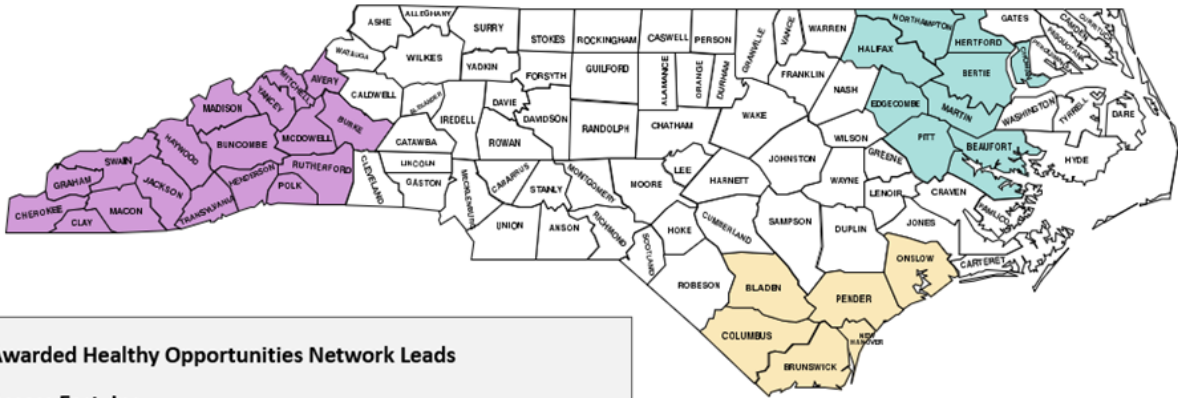 ASHE
ALLEGHANY
SURRY
STOKES
ROCKINGHAM
CASWELL
PERSON
GRANVILLE
VANCE
WARREN
NORTHAMPTON
GATES
CAMDEN
CURRITUCK
PASQUOTANK
HALIFAX
HERTFORD
WATAUGA
WILKES
YADKIN
FORSYTH
GUILFORD
ALAMANCE
ORANGE
DURHAM
FRANKLIN
NASH
BERTIE
AVERY
MITCHELL
YANCEY
MADISON
CALDWELL
ALEXANDER
IREDELL
DAVIE
DAVIDSON
RANDOLPH
CHATHAM
WAKE
EDGECOMBE
MARTIN
WASHINGTON
TYRRELL
DARE
BURKE
MCDOWELL
BUNCOMBE
HAYWOOD
SWAIN
CATAWBA
ROWAN
WILSON
PITT
BEAUFORT
HYDE
GRAHAM
JACKSON
HENDERSON
RUTHERFORD
POLK
CLEVELAND
LINCOLN
GASTON
MECKLENBURG
CABARRUS
STANLY
MONTGOMERY
MOORE
LEE
HARNETT
JOHNSTON
WAYNE
GREENE
LENOIR
CRAVEN
PAMLICO
CHEROKEE
CLAY
MACON
TRANSYLVANIA
UNION
ANSON
RICHMOND
SCOTLAND
HOKE
CUMBERLAND
SAMPSON
DUPLIN
JONES
CARTERET
ONSLOW
ROBESON
BLADEN
PENDER
COLUMBUS
NEW
HANOVER
BRUNSWICK
Awarded Healthy Opportunities Network Leads